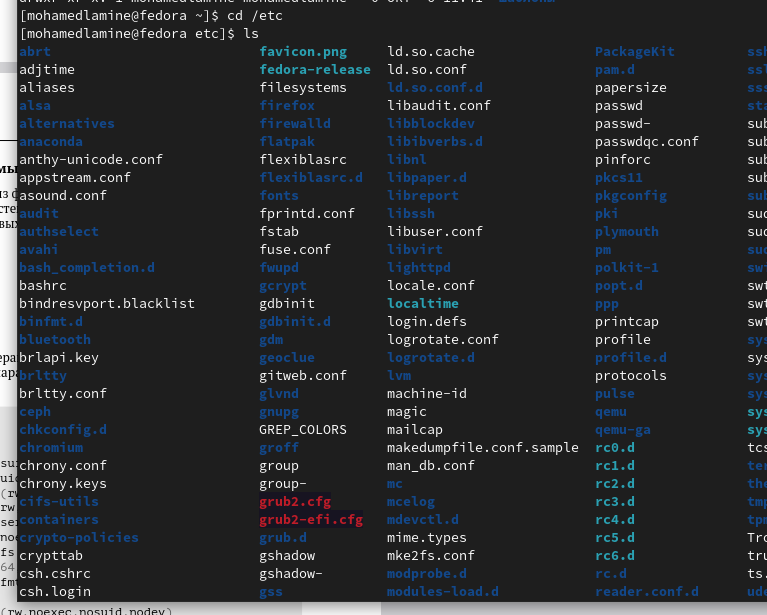 [mohamedlamine@fedora ~]$ cd /etc
[mohamedlamine@fedora etc]$ ls
abrt favicon.png ld.so.cache PackageKit
adjtime fedora-release ld.so.conf pam.d
aliases filesystems ld.so.conf.d papersize
alsa firefox libaudit.conf passwd
alternatives firewalld libblockdev passwd-
anaconda flatpak libibverbs.d passwdqc.conf
anthy-unicode.conf flexiblasrc libnl pinforc
appstream.conf flexiblasrc.d libpaper.d pkcs11
asound.conf fonts libreport pkgconfig
audit fprintd.conf libssh pki
authselect fstab libuser.conf plymouth
avahi fuse.conf libvirt pm
bash_completion.d fwupd lighttpd polkit-1
bashrc gcrypt locale.conf popt.d
bindresvport.blacklist gdbinit localtime ppp
binfmt.d gdbinit.d login.defs printcap
bluetooth gdm logrotate.conf profile
brlapi.key geoclue logrotate.d profile.d
brltty gitweb.conf lvm protocols
brltty.conf glvnd machine-id pulse
ceph gnupg magic qemu
chkconfig.d GREP_COLORS mailcap qemu-ga
chromium groff makedumpfile.conf.sample rc0.d
chrony.conf group man_db.conf rc1.d
chrony.keys group- mc rc2.d
cifs-utils grub2.cfg mcelog rc3.d
containers grub2-efi.cfg mdevctl.d rc4.d
crypto-policies grub.d mime.types rc5.d
crypttab gshadow mke2fs.conf rc6.d
csh.cshrc gshadow- modprobe.d rc.d
csh.login gss modules-load.d reader.conf.d
(rw,noexec,nosuid,nodev)